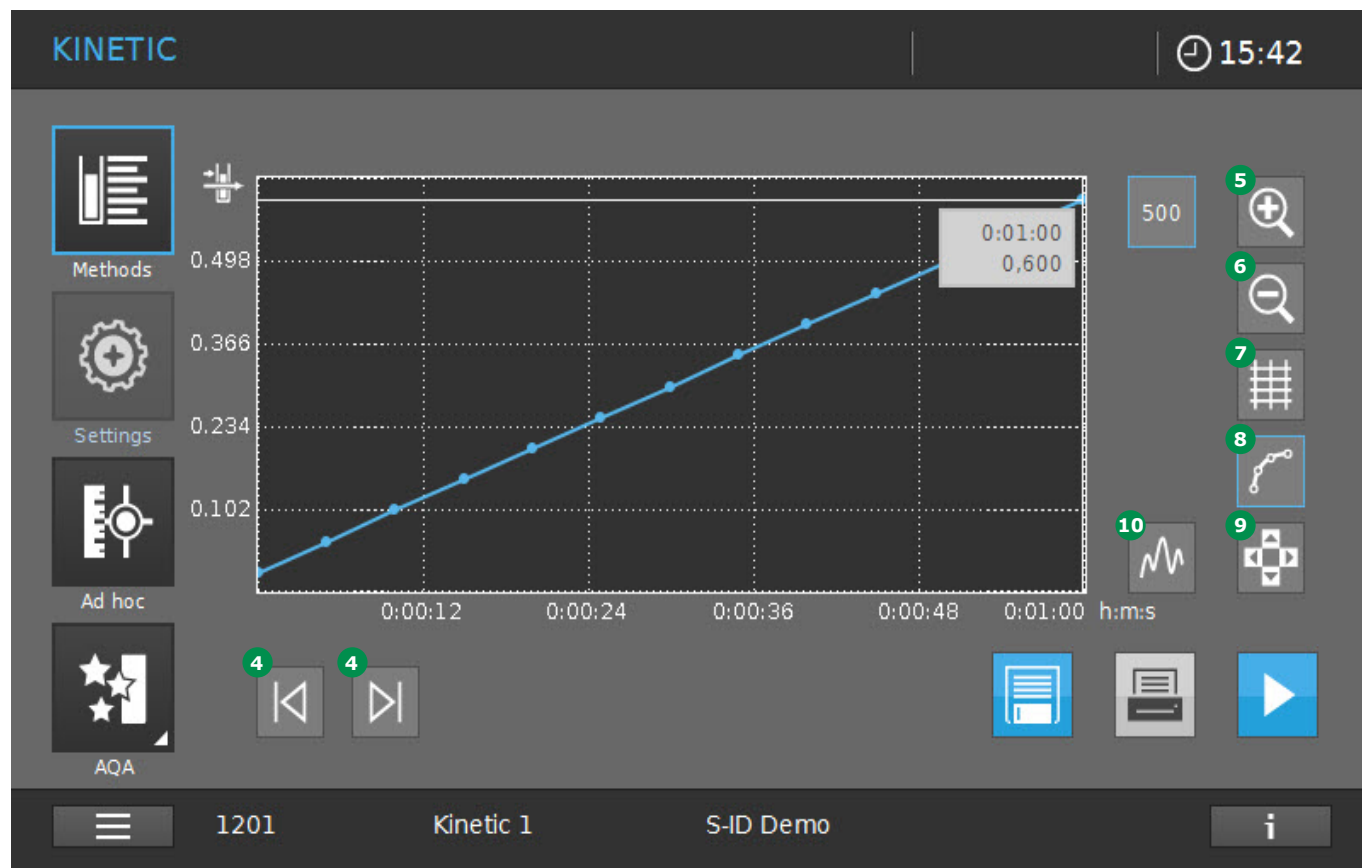 KINETIC
15:42
Methods
Settings
Ad hoc
AQA
0.498
0.366
0.234
0.102
0:01:00
0,600
500
5
6
7
8
10
9
0:00:12 0:00:24 0:00:36 0:00:48 0:01:00 h:m:s
4 4
1201 Kinetic 1 S-ID Demo i